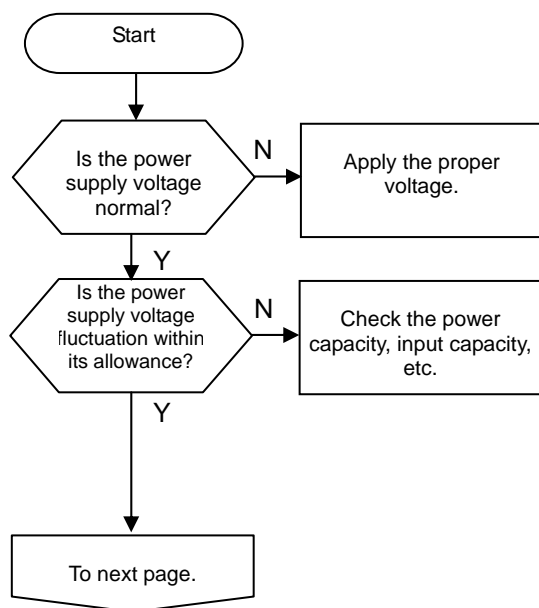 Start
Is the power
supply voltage
normal?
N
Apply the proper
voltage.
Y
Is the power
supply voltage
fluctuation within
its allowance?
N
Check the power
capacity, input capacity,
etc.
Y
To next page.